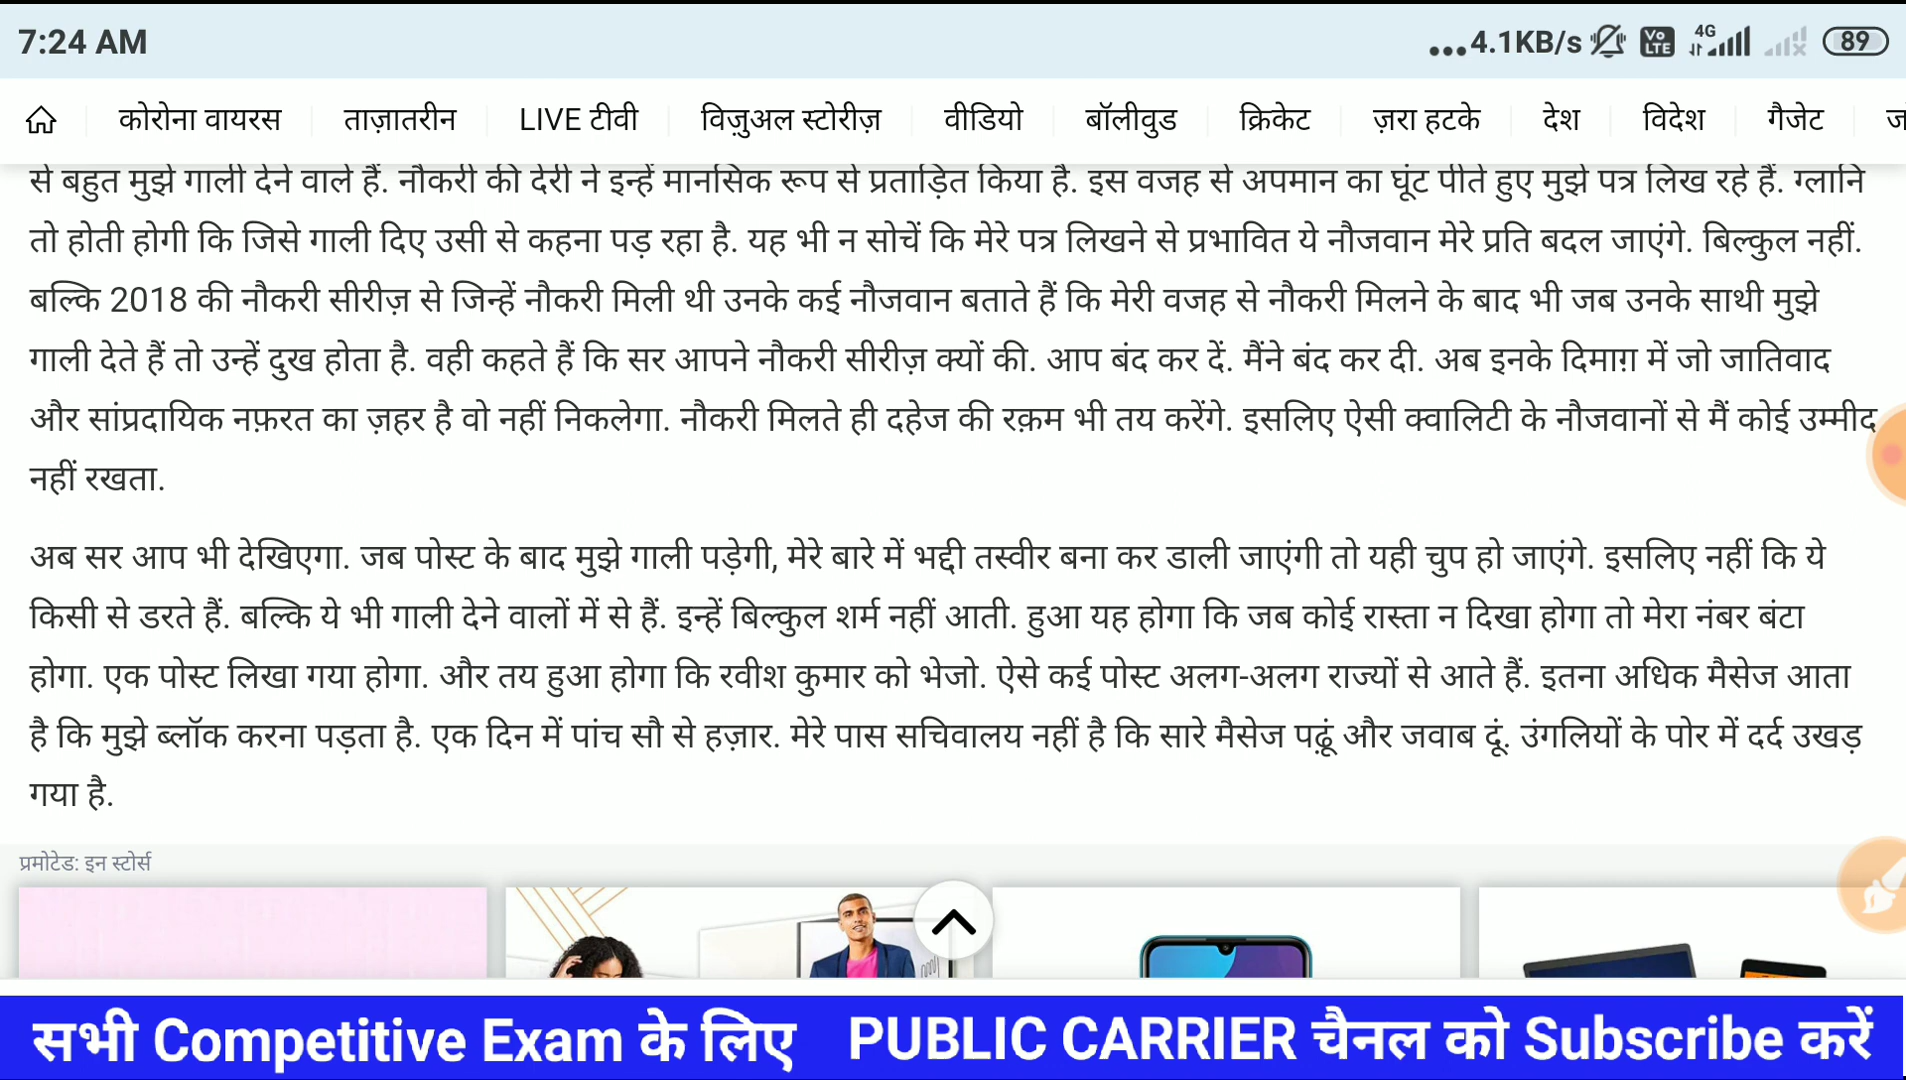 7:24 AM
...4.1KB/s Vo LTE 4G 89
कोरोना वायरस ताज़ातरीन LIVE टीवी विज़ुअल स्टोरीज़ वीडियो बॉलीवुड क्रिकेट ज़रा हटके देश विदेश गैजेट
से बहुत मुझे गाली देने वाले हैं. नौकरी की देरी ने इन्हें मानसिक रूप से प्रताड़ित किया है. इस वजह से अपमान का घूंट पीते हुए मुझे पत्र लिख रहे हैं. ग्लानि
तो होती होगी कि जिसे गाली दिए उसी से कहना पड़ रहा है. यह भी न सोचें कि मेरे पत्र लिखने से प्रभावित ये नौजवान मेरे प्रति बदल जाएंगे. बिल्कुल नहीं.
बल्कि 2018 की नौकरी सीरीज़ से जिन्हें नौकरी मिली थी उनके कई नौजवान बताते हैं कि मेरी वजह से नौकरी मिलने के बाद भी जब उनके साथी मुझे
गाली देते हैं तो उन्हें दुख होता है. वही कहते हैं कि सर आपने नौकरी सीरीज़ क्यों की. आप बंद कर दें. मैंने बंद कर दी. अब इनके दिमाग़ में जो जातिवाद
और सांप्रदायिक नफ़रत का ज़हर है वो नहीं निकलेगा. नौकरी मिलते ही दहेज की रक़म भी तय करेंगे. इसलिए ऐसी क्वालिटी के नौजवानों से मैं कोई उम्मीद
नहीं रखता.
अब सर आप भी देखिएगा. जब पोस्ट के बाद मुझे गाली पड़ेगी, मेरे बारे में भद्दी तस्वीर बना कर डाली जाएंगी तो यही चुप हो जाएंगे. इसलिए नहीं कि ये
किसी से डरते हैं. बल्कि ये भी गाली देने वालों में से हैं. इन्हें बिल्कुल शर्म नहीं आती. हुआ यह होगा कि जब कोई रास्ता न दिखा होगा तो मेरा नंबर बंटा
होगा. एक पोस्ट लिखा गया होगा. और तय हुआ होगा कि रवीश कुमार को भेजो. ऐसे कई पोस्ट अलग-अलग राज्यों से आते हैं. इतना अधिक मैसेज आता
है कि मुझे ब्लॉक करना पड़ता है. एक दिन में पांच सौ से हज़ार. मेरे पास सचिवालय नहीं है कि सारे मैसेज पढ़ूं और जवाब दूं. उंगलियों के पोर में दर्द उखड़
गया है.
प्रमोटेड: इन स्टोर्स
सभी Competitive Exam के लिए PUBLIC CARRIER चैनल को Subscribe करें